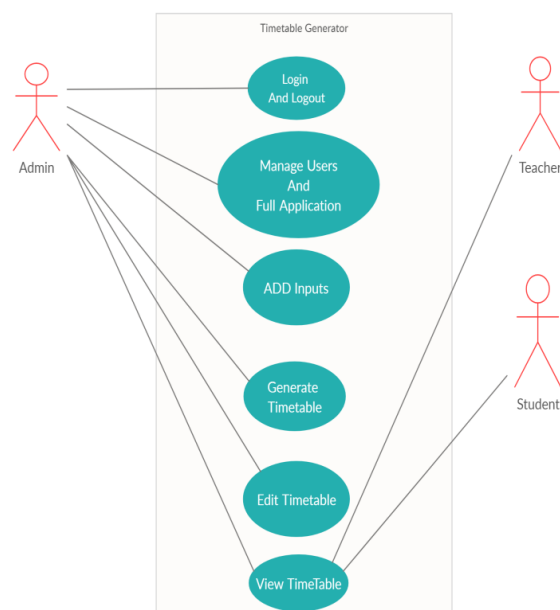 Timetable Generator
Login
And Logout
Admin
Teacher
Manage Users
And
Full Application
ADD Inputs
Generate
Timetable
Student
Edit Timetable
View TimeTable